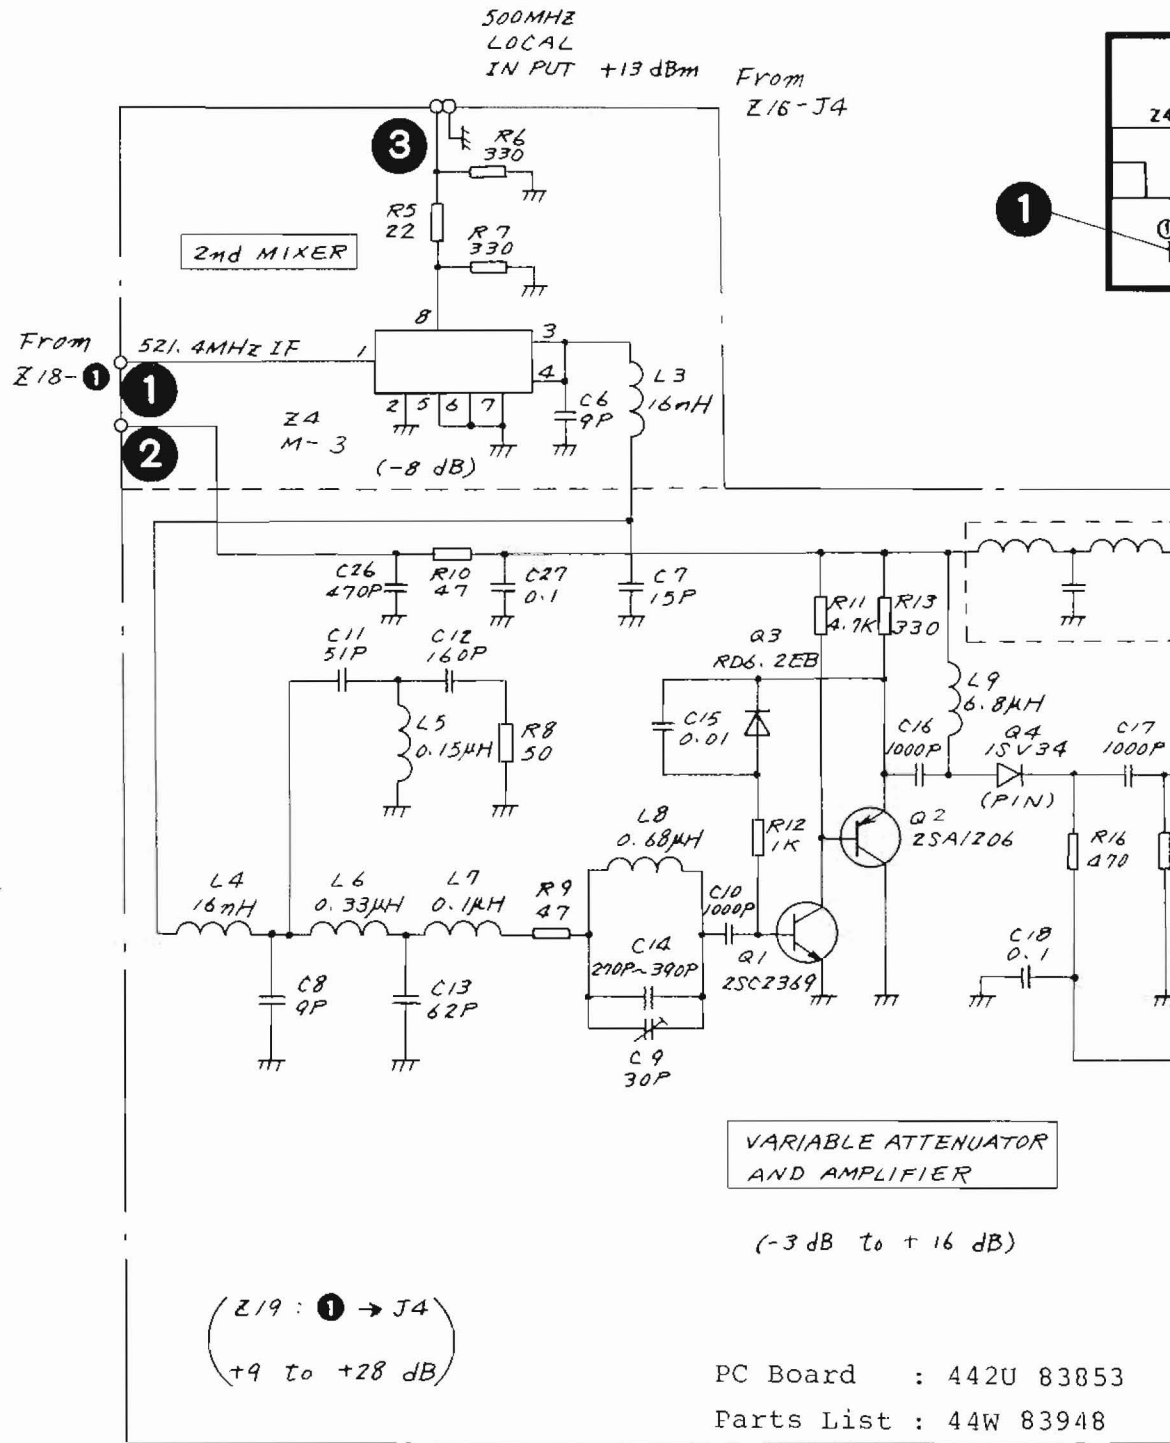 500MHZ
LOCAL
IN PUT +13 dBm
From
Z16-J4
3
R6
330
R5
22
R7
330
2nd MIXER
Z4
1
1
8
From
Z18-1
521.4MHz IF
1
3
4
1
2
2 5 6 7
Z4
M-3
(-8 dB)
C6
9P
L3
16nH
C26
470P
R10
47
C27
0.1
C7
15P
R11
4.7K
R13
330
C11
51P
C12
160P
Q3
RD6.2EB
L5
0.15μH
R8
50
C15
0.01
L9
6.8μH
C16
1000P
Q4
1SV34
(PIN)
C17
1000P
L8
0.68μH
R12
1K
Q2
2SA1206
R16
470
L4
16nH
L6
0.33μH
L7
0.1μH
R9
47
C10
1000P
C14
270P~390P
Q1
2SC2369
C18
0.1
C8
9P
C13
62P
C9
30P
VARIABLE ATTENUATOR
AND AMPLIFIER
(-3 dB to +16 dB)
(Z19 : 1 → J4)
+9 to +28 dB
PC Board : 442U 83853
Parts List : 44W 83948